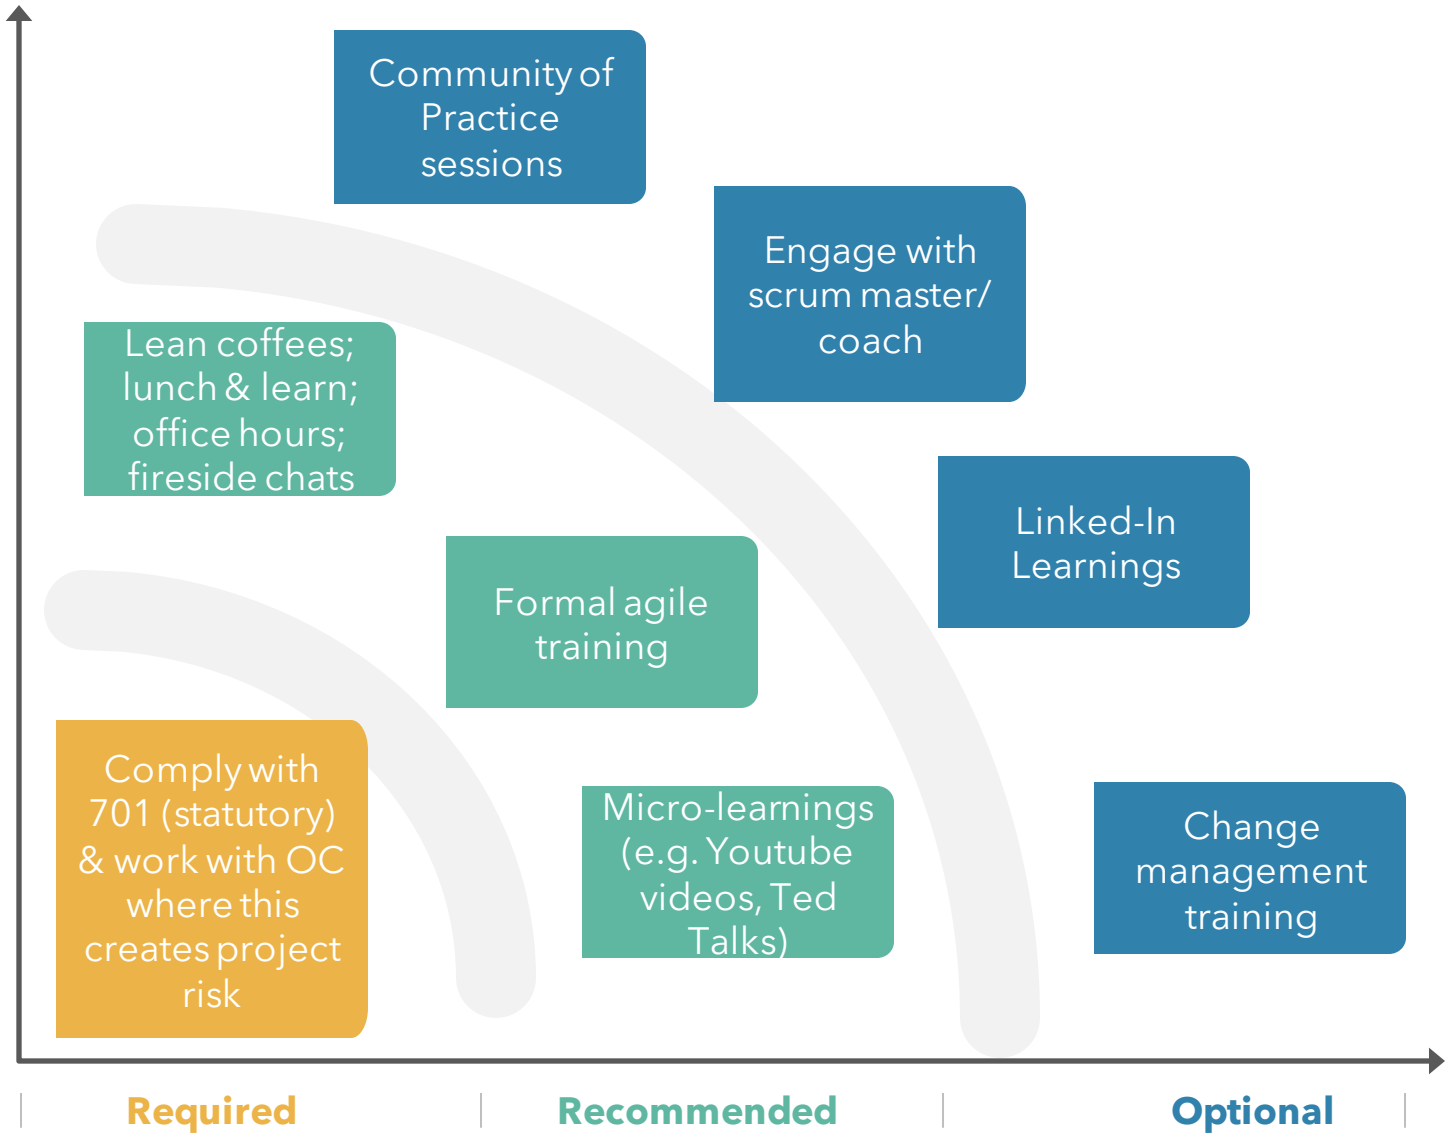 Community of
Practice
sessions
Engage with
scrum master/
coach
Lean coffees;
lunch & learn;
office hours;
fireside chats
Linked-In
Learnings
Formal agile
training
Comply with
701 (statutory)
& work with OC
where this
creates project
risk
Micro-learnings
(e.g. Youtube
videos, Ted
Talks)
Change
management
training
Required
Recommended
Optional